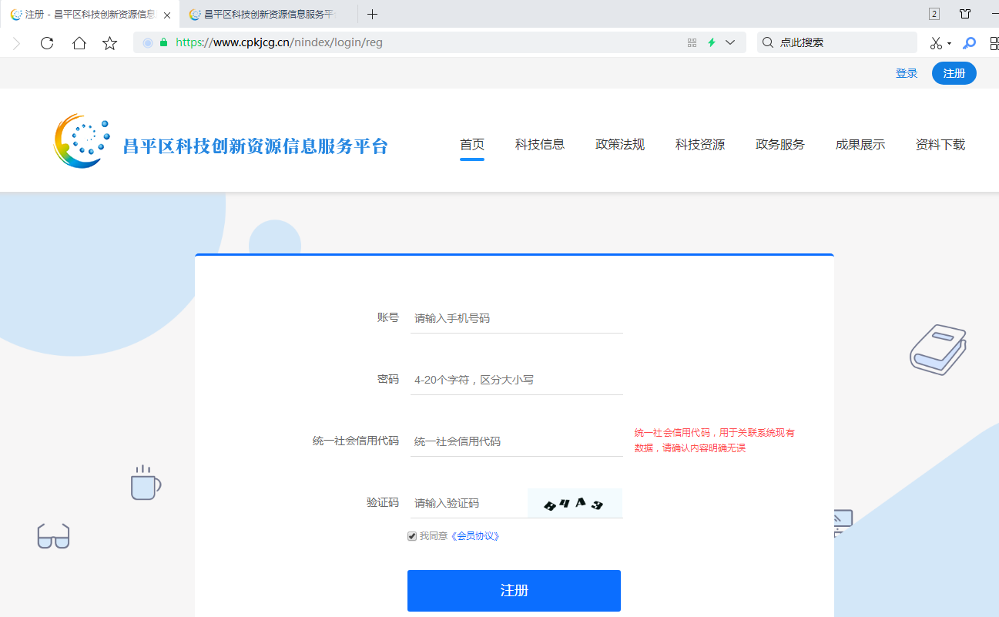 注册 - 昌平区科技创新资源信息
昌平区科技创新资源信息服务平
2
https://www.cpkjcg.cn/nindex/login/reg
点此搜索
登录
注册
昌平区科技创新资源信息服务平台
首页
科技信息
政策法规
科技资源
政务服务
成果展示
资料下载
账号
请输入手机号码
密码
4-20个字符，区分大小写
统一社会信用代码
统一社会信用代码
统一社会信用代码，用于关联系统现有
数据，请确认内容明确无误
验证码
请输入验证码
H4A3
我同意《会员协议》
注册